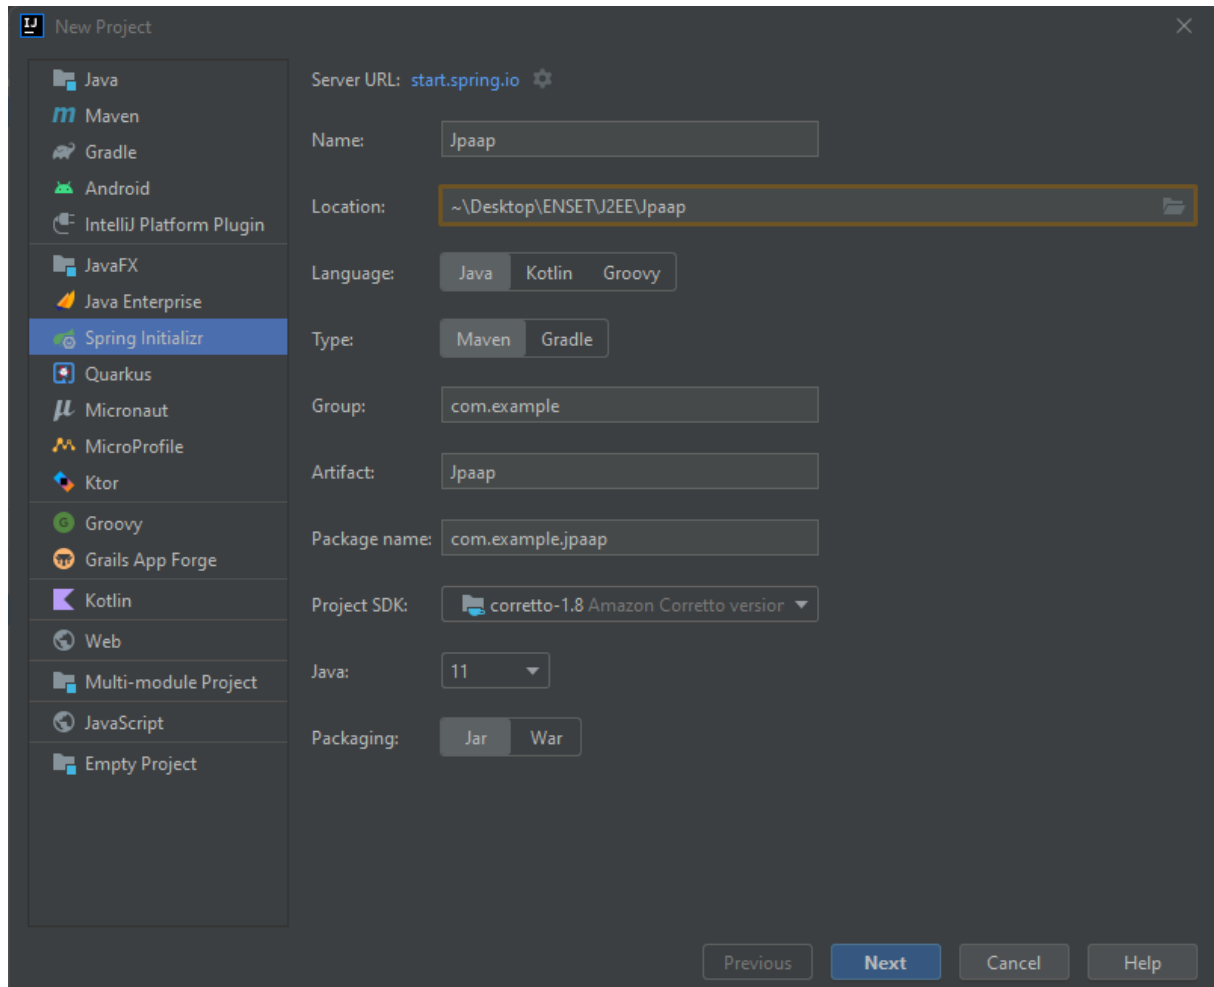 New Project
Java
Maven
Gradle
Android
IntelliJ Platform Plugin
JavaFX
Java Enterprise
Spring Initializr
Quarkus
Micronaut
MicroProfile
Ktor
Groovy
Grails App Forge
Kotlin
Web
Multi-module Project
JavaScript
Empty Project
Server URL: start.spring.io
Name: Jpaap
Location: ~\Desktop\ENSET\J2EE\Jpaap
Language: Java Kotlin Groovy
Type: Maven Gradle
Group: com.example
Artifact: Jpaap
Package name: com.example.jpaap
Project SDK: corretto-1.8 Amazon Corretto version
Java: 11
Packaging: Jar War
Previous Next Cancel Help